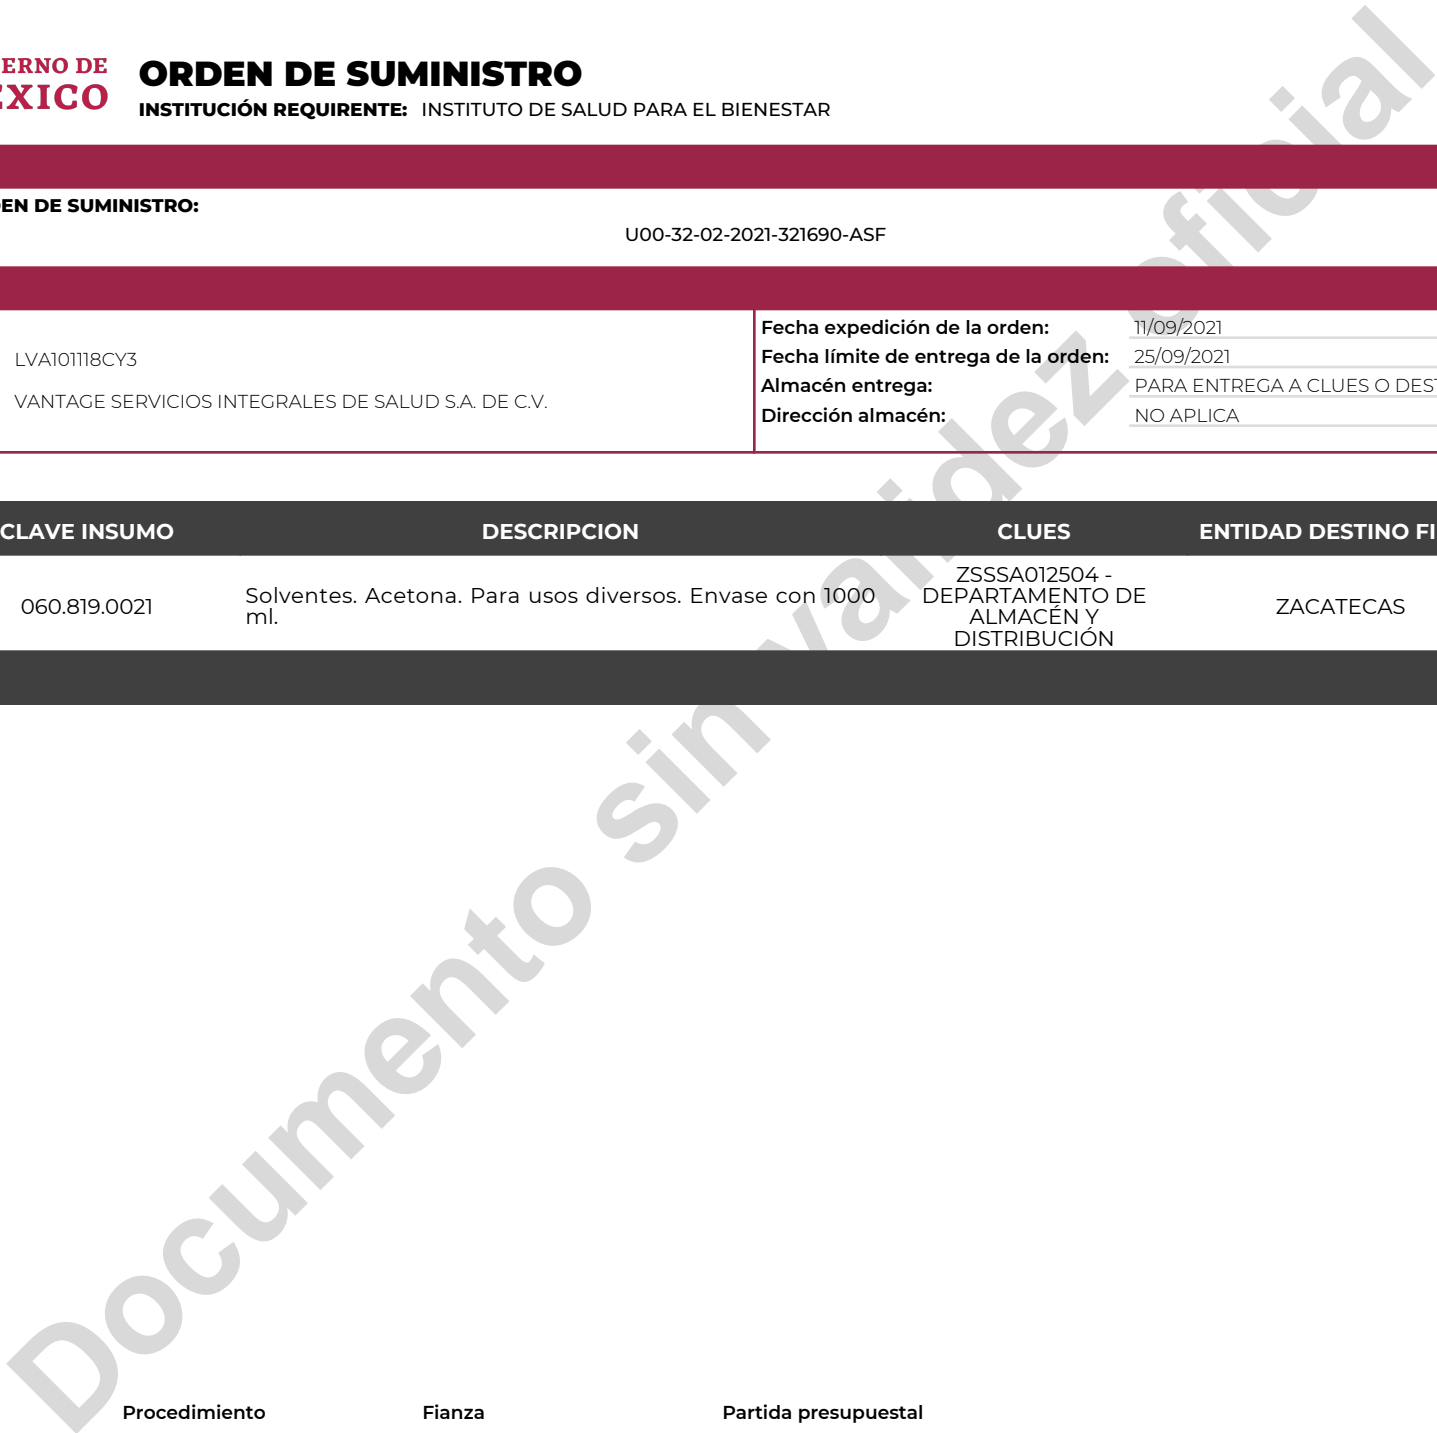 ERNO DE
ÉXICO
ORDEN DE SUMINISTRO
INSTITUCIÓN REQUIRENTE: INSTITUTO DE SALUD PARA EL BIENESTAR
EN DE SUMINISTRO:
U00-32-02-2021-321690-ASF
LVA101118CY3
VANTAGE SERVICIOS INTEGRALES DE SALUD S.A. DE C.V.
Fecha expedición de la orden: 11/09/2021
Fecha límite de entrega de la orden: 25/09/2021
Almacén entrega: PARA ENTREGA A CLUES O DEST
Dirección almacén: NO APLICA
CLAVE INSUMO DESCRIPCION CLUES ENTIDAD DESTINO FI
060.819.0021
Solventes. Acetona. Para usos diversos. Envase con 1000
ml.
ZSSSA012504 -
DEPARTAMENTO DE
ALMACÉN Y
DISTRIBUCIÓN
ZACATECAS
Documento sin validez oficial
Procedimiento Fianza Partida presupuestal